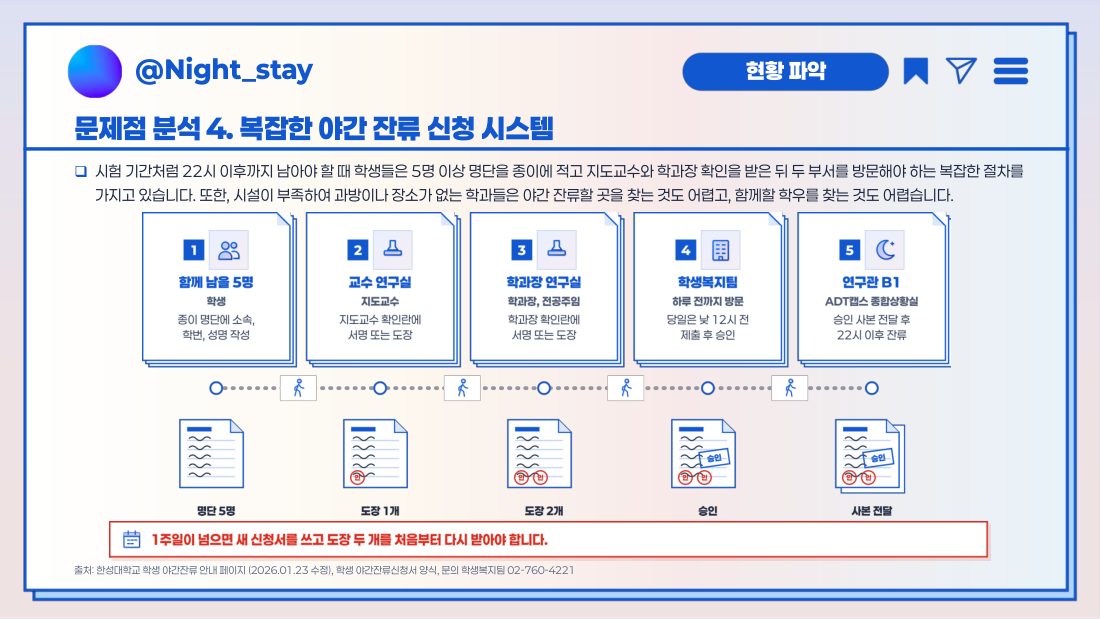 @Night_stay
현황 파악
문제점 분석 4. 복잡한 야간 잔류 신청 시스템
시험 기간처럼 22시 이후까지 남아야 할 때 학생들은 5명 이상 명단을 종이에 적고 지도교수와 학과장 확인을 받은 뒤 두 부서를 방문해야 하는 복잡한 절차를
가지고 있습니다. 또한, 시설이 부족하여 과방이나 장소가 없는 학과들은 야간 잔류할 곳을 찾는 것도 어렵고, 함께할 학우를 찾는 것도 어렵습니다.
1
함께 남을 5명
학생
종이 명단에 소속,
학번, 성명 작성
2
교수 연구실
지도교수
지도교수 확인란에
서명 또는 도장
3
학과장 연구실
학과장, 전공주임
학과장 확인란에
서명 또는 도장
4
학생복지팀
하루 전까지 방문
당일은 낮 12시 전
제출 후 승인
5
연구관 B1
ADT캡스 종합상황실
승인 사본 전달 후
22시 이후 잔류
인
인 인
승인
인 인
승인
인 인
명단 5명
도장 1개
도장 2개
승인
사본 전달
1주일이 넘으면 새 신청서를 쓰고 도장 두 개를 처음부터 다시 받아야 합니다.
출처: 한성대학교 학생 야간잔류 안내 페이지 (2026.01.23 수정), 학생 야간잔류신청서 양식, 문의 학생복지팀 02-760-4221